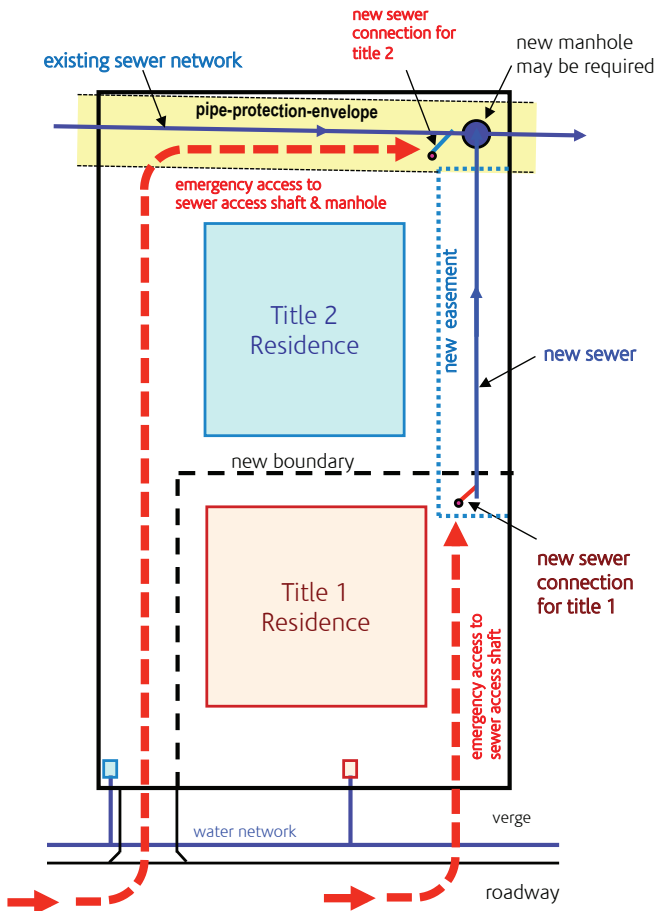 new sewer
connection for
title 2
new manhole
may be required
existing sewer network
pipe-protection-envelope
emergency access to
sewer access shaft & manhole
Title 2
Residence
new easement
new sewer
new boundary
Title 1
Residence
new sewer
connection
for title 1
emergency access to
sewer access shaft
water network
verge
roadway